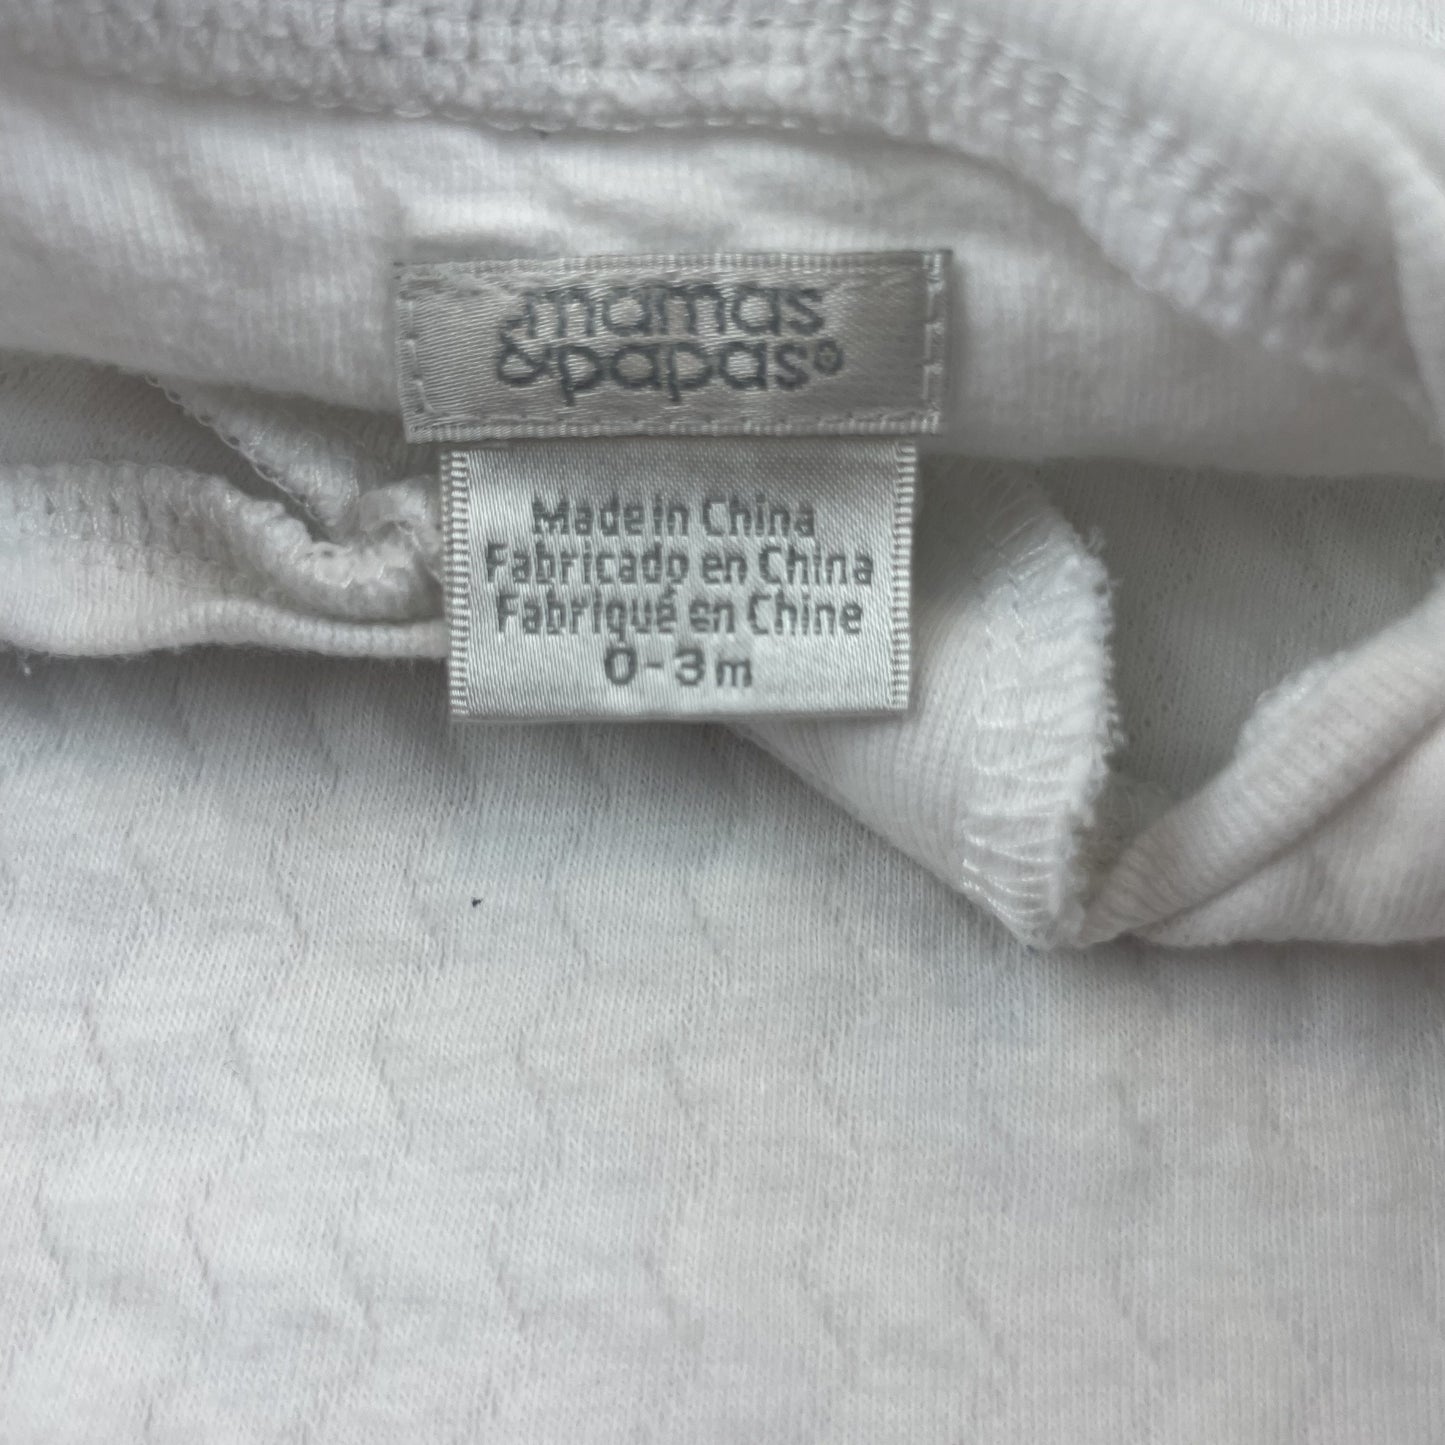 mamas
&papas®
Made in China
Fabricado en China
Fabriqué en Chine
0-3m